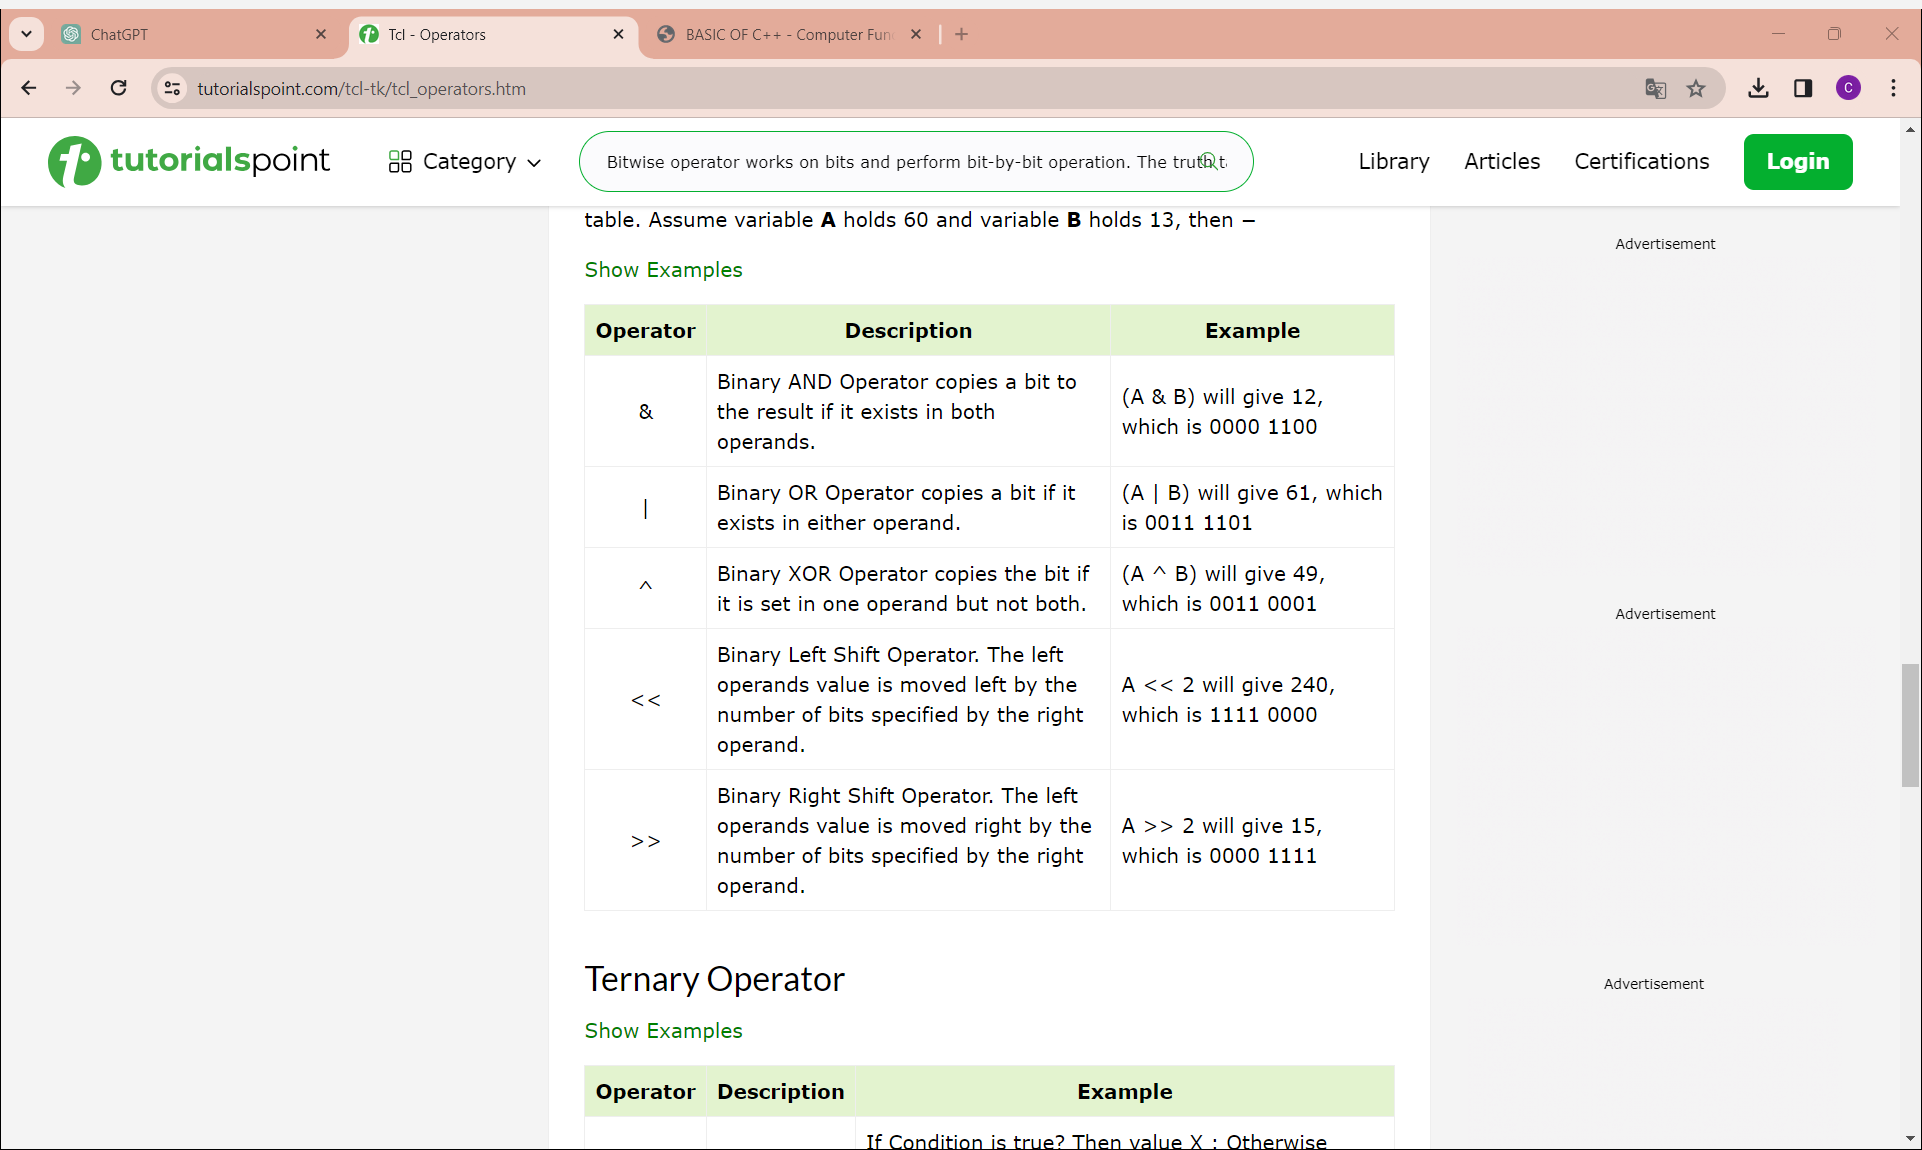 ChatGPT
Tcl - Operators
BASIC OF C++ - Computer Fun
tutorialspoint.com/tcl-tk/tcl_operators.htm
C
tutorialspoint
Category
Bitwise operator works on bits and perform bit-by-bit operation. The truth t
Library
Articles
Certifications
Login
table. Assume variable A holds 60 and variable B holds 13, then −
Advertisement
Show Examples
Operator Description Example
&
Binary AND Operator copies a bit to
the result if it exists in both
operands.
(A & B) will give 12,
which is 0000 1100
|
Binary OR Operator copies a bit if it
exists in either operand.
(A | B) will give 61, which
is 0011 1101
^
Binary XOR Operator copies the bit if
it is set in one operand but not both.
(A ^ B) will give 49,
which is 0011 0001
Advertisement
<<
Binary Left Shift Operator. The left
operands value is moved left by the
number of bits specified by the right
operand.
A << 2 will give 240,
which is 1111 0000
>>
Binary Right Shift Operator. The left
operands value is moved right by the
number of bits specified by the right
operand.
A >> 2 will give 15,
which is 0000 1111
Ternary Operator
Advertisement
Show Examples
Operator Description Example
If Condition is true? Then value X : Otherwise